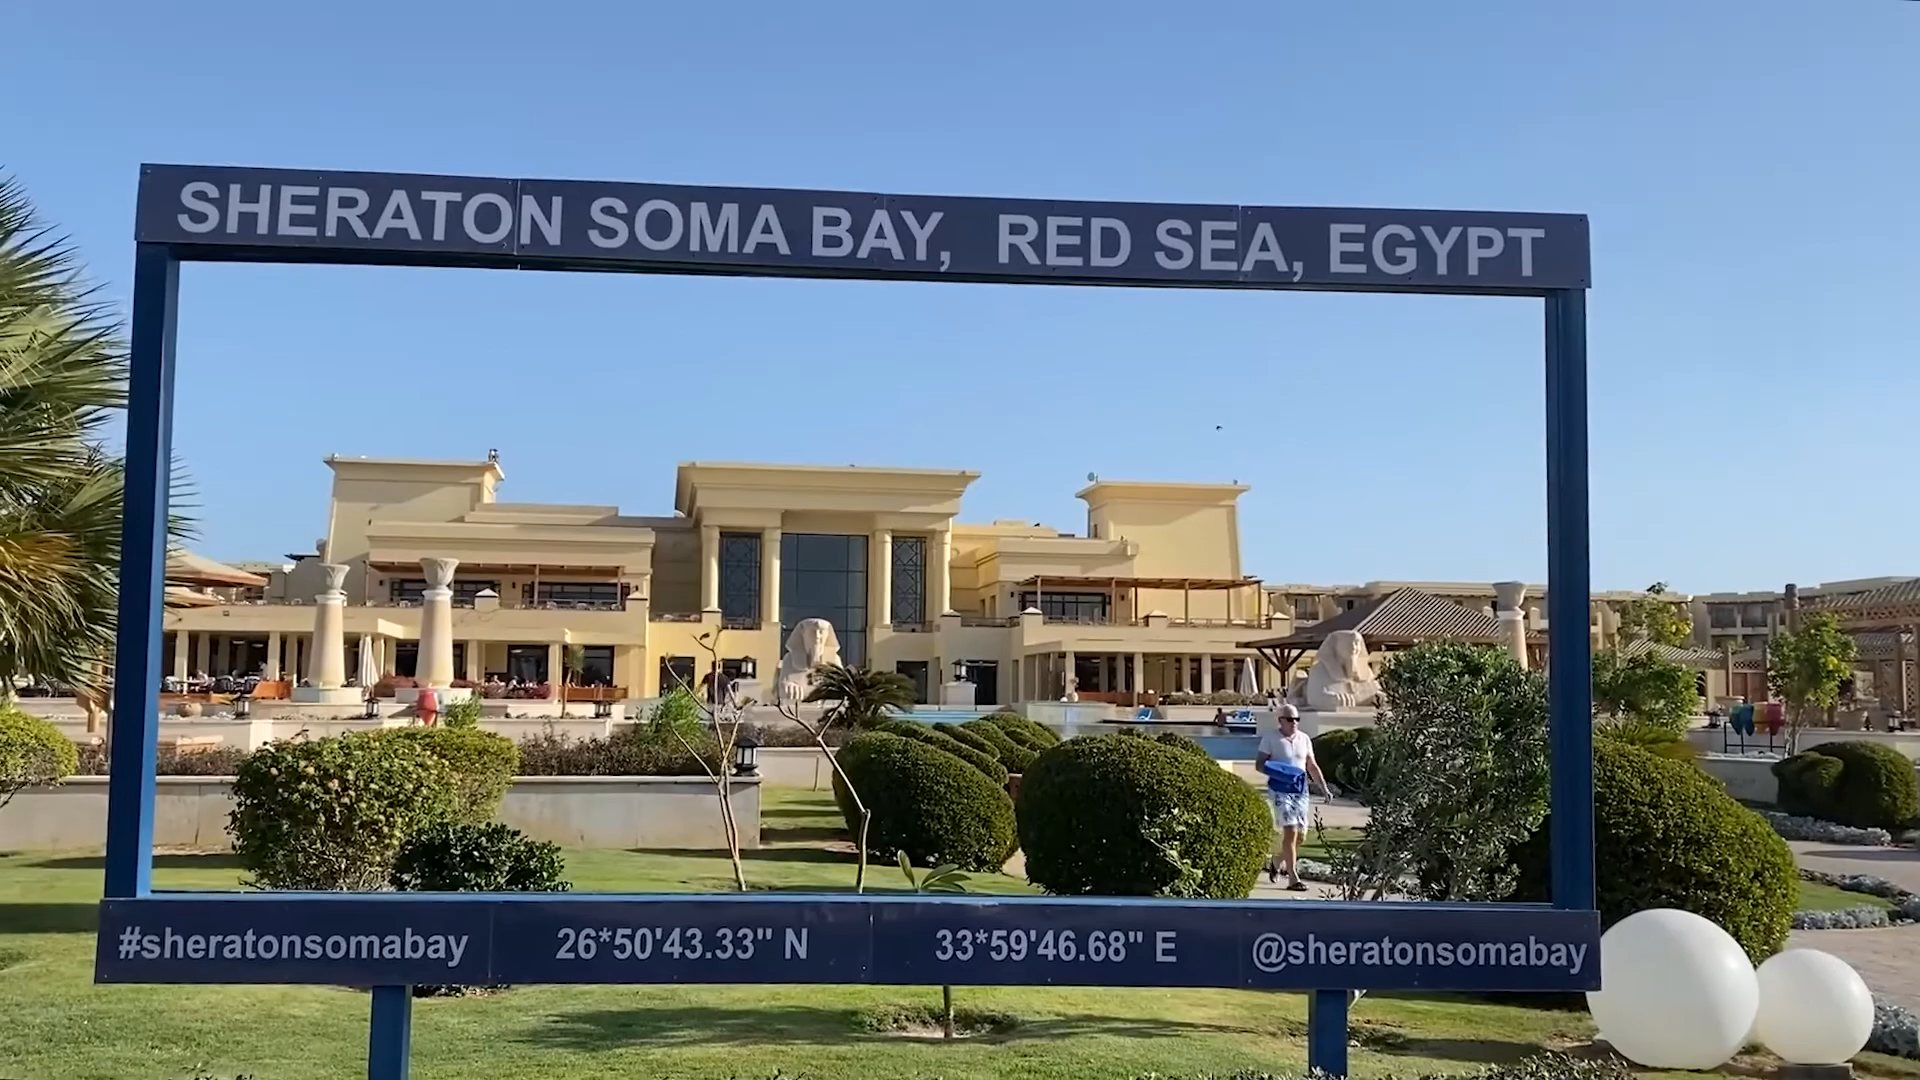 SHERATON SOMA BAY, RED SEA, EGYPT
#sheratonsomabay 26*50'43.33" N 33*59'46.68" E @sheratonsomabay